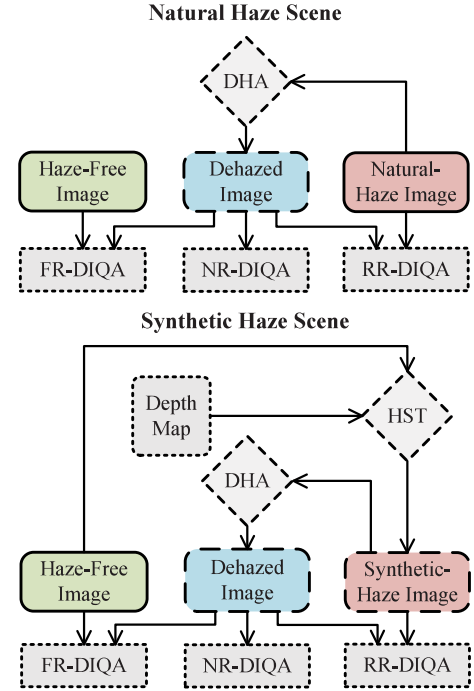 Natural Haze Scene
DHA
Haze-Free
Image
Dehazed
Image
Natural-
Haze Image
FR-DIQA
NR-DIQA
RR-DIQA
Synthetic Haze Scene
Depth
Map
HST
DHA
Haze-Free
Image
Dehazed
Image
Synthetic-
Haze Image
FR-DIQA
NR-DIQA
RR-DIQA